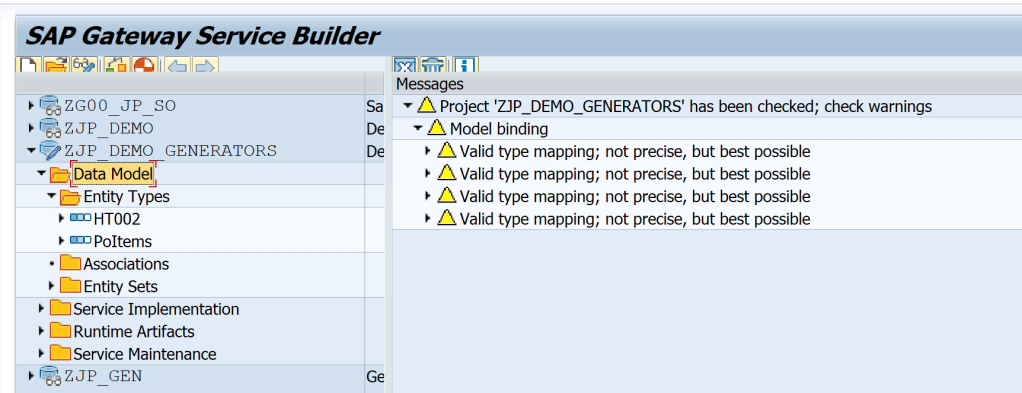 SAP Gateway Service Builder
Messages
ZG00_JP_SO
Sa
ZJP_DEMO
De
ZJP_DEMO_GENERATORS
De
Data Model
Entity Types
HT002
PoItems
Associations
Entity Sets
Service Implementation
Runtime Artifacts
Service Maintenance
ZJP_GEN
Ge
Project 'ZJP_DEMO_GENERATORS' has been checked; check warnings
Model binding
Valid type mapping; not precise, but best possible
Valid type mapping; not precise, but best possible
Valid type mapping; not precise, but best possible
Valid type mapping; not precise, but best possible